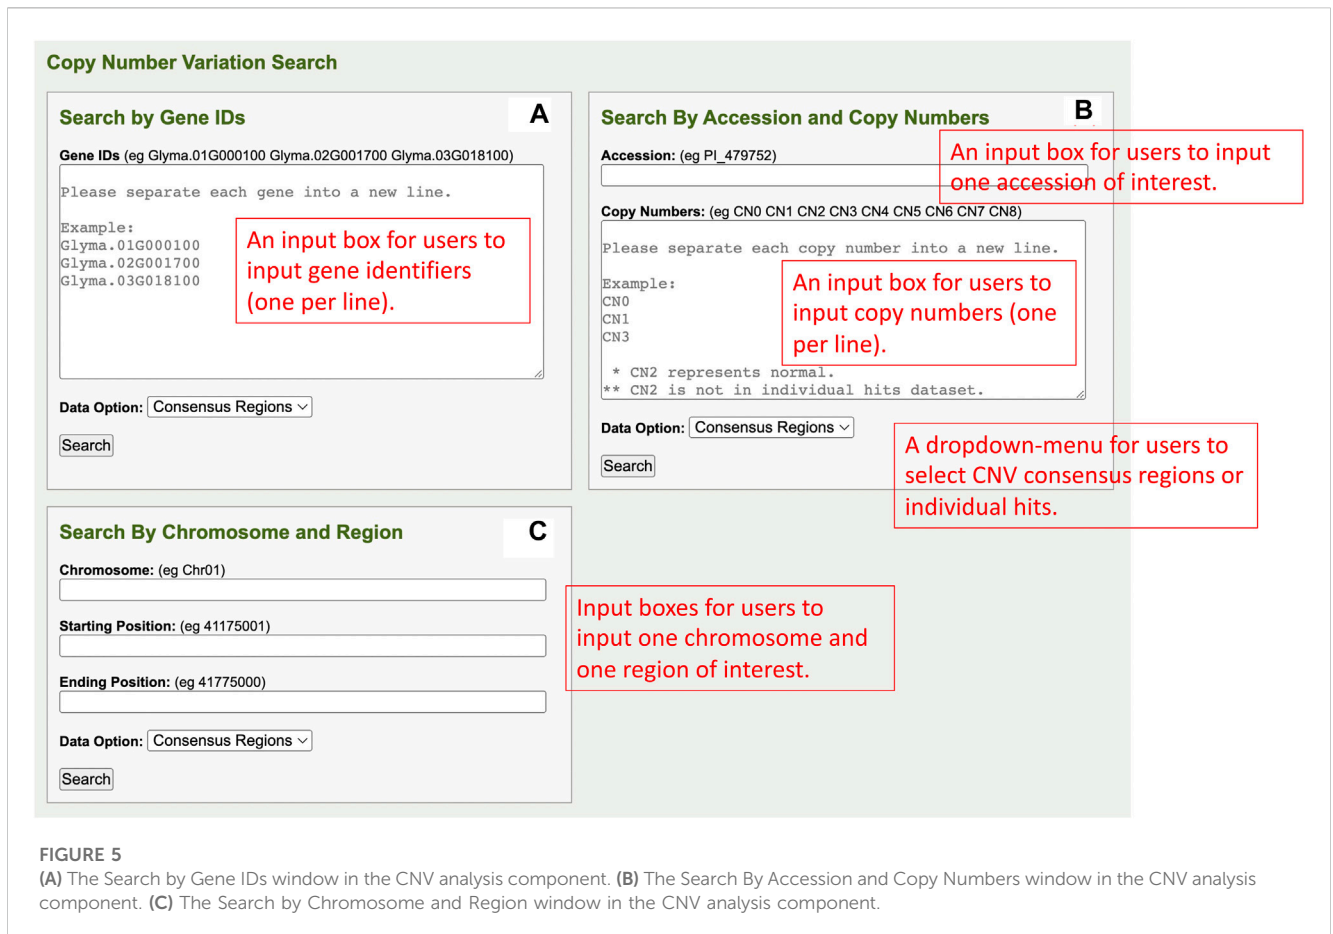 Copy Number Variation Search
Search by Gene IDs
A
Gene IDs (eg Glyma.01G000100 Glyma.02G001700 Glyma.03G018100)
Please separate each gene into a new line.
Example:
Glyma.01G000100
Glyma.02G001700
Glyma.03G018100
An input box for users to
input gene identifiers
(one per line).
Data Option: Consensus Regions
Search
Search By Accession and Copy Numbers
B
Accession: (eg PI_479752)
An input box for users to input
one accession of interest.
Copy Numbers: (eg CN0 CN1 CN2 CN3 CN4 CN5 CN6 CN7 CN8)
Please separate each copy number into a new line.
Example:
CN0
CN1
CN3
* CN2 represents normal.
** CN2 is not in individual hits dataset.
An input box for users to
input copy numbers (one
per line).
Data Option: Consensus Regions
Search
A dropdown-menu for users to
select CNV consensus regions or
individual hits.
Search By Chromosome and Region
C
Chromosome: (eg Chr01)
Starting Position: (eg 41175001)
Ending Position: (eg 41775000)
Input boxes for users to
input one chromosome and
one region of interest.
Data Option: Consensus Regions
Search
FIGURE 5
(A) The Search by Gene IDs window in the CNV analysis component. (B) The Search By Accession and Copy Numbers window in the CNV analysis
component. (C) The Search by Chromosome and Region window in the CNV analysis component.